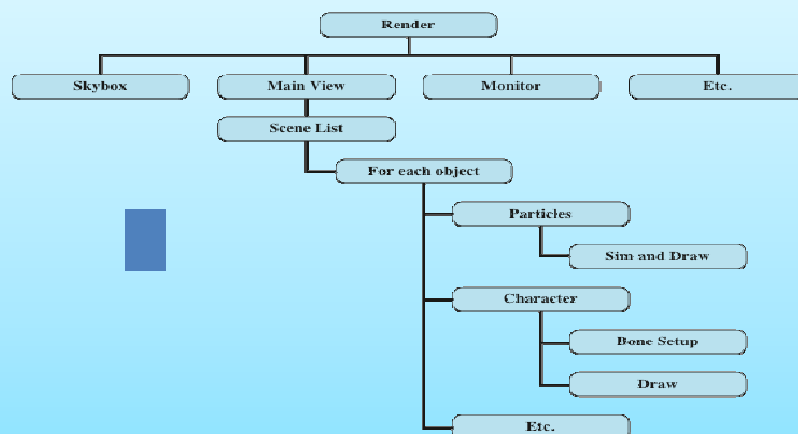 Render
Skybox
Main View
Monitor
Etc.
Scene List
For each object
Particles
Sim and Draw
Character
Bone Setup
Draw
Etc.